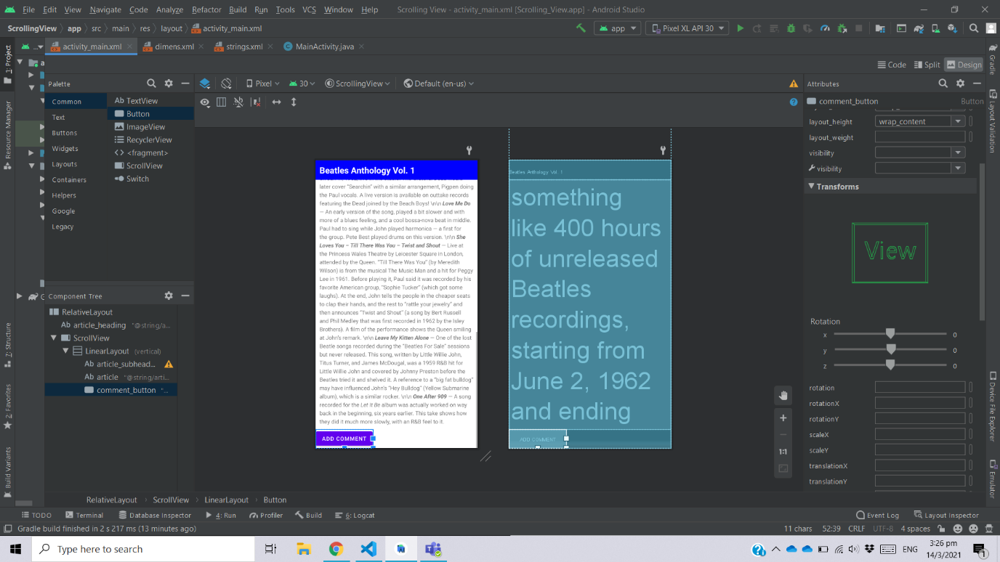 File Edit View Navigate Code Analyze Refactor Build Run Tools VCS Window Help Scrolling View - activity_main.xml [Scrolling_View.app] - Android Studio
ScrollingView app src main res layout activity_main.xml
app Pixel XL API 30
activity_main.xml dimens.xml strings.xml MainActivity.java
Code Split Design
1: Project
Resource Manager
7: Structure
2: Favorites
Build Variants
Palette
Common
Text
Buttons
Widgets
Layouts
Containers
Helpers
Google
Legacy
Ab TextView
Button
ImageView
RecyclerView
<fragment>
ScrollView
Switch
Component Tree
RelativeLayout
Ab article_heading "@string/a...
ScrollView
LinearLayout (vertical)
Ab article_subhead...
Ab article "@string/arti...
comment_button "...
Pixel 30 ScrollingView Default (en-us)
Beatles Anthology Vol. 1
later cover "Searchin" with a similar arrangement, Pigpen doing
the Paul vocals. A live version is available on outtake records
featuring the Dead joined by the Beach Boys! \n\n Love Me Do
— An early version of the song, played a bit slower and with
more of a blues feeling, and a cool bossa-nova beat in middle.
Paul had to sing while John played harmonica — a first for
the group. Pete Best played drums on this version. \n\n She
Loves You – Till There Was You – Twist and Shout — Live at
the Princess Wales Theatre by Leicester Square in London,
attended by the Queen. "Till There Was You" (by Meredith
Wilson) is from the musical The Music Man and a hit for Peggy
Lee in 1961. Before playing it, Paul said it was recorded by his
favorite American group, "Sophie Tucker" (which got some
laughs). At the end, John tells the people in the cheaper seats
to clap their hands, and the rest to "rattle your jewelry" and
then announces "Twist and Shout" (a song by Bert Russell
and Phil Medley that was first recorded in 1962 by the Isley
Brothers). A film of the performance shows the Queen smiling
at John's remark. \n\n Leave My Kitten Alone — One of the lost
Beatle songs recorded during the "Beatles For Sale" sessions
but never released. This song, written by Little Willie John,
Titus Turner, and James McDougal, was a 1959 R&B hit for
Little Willie John and covered by Johnny Preston before the
Beatles tried it and shelved it. A reference to a "big fat bulldog"
may have influenced John's "Hey Bulldog" (Yellow Submarine
album), which is a similar rocker. \n\n One After 909 — A song
recorded for the Let It Be album was actually worked on way
back in the beginning, six years earlier. This take shows how
they did it much more slowly, with an R&B feel to it.
ADD COMMENT
Beatles Anthology Vol. 1
something
like 400 hours
of unreleased
Beatles
recordings,
starting from
June 2, 1962
and ending
ADD COMMENT
1:1
Attributes
comment_button Button
layout_height wrap_content
layout_weight
visibility
visibility
Transforms
View
Rotation
x 0
y 0
z 0
rotation
rotationX
rotationY
scaleX
scaleY
translationX
translationY
Gradle
Layout Validation
Device File Explorer
Emulator
RelativeLayout ScrollView LinearLayout Button
TODO Terminal Database Inspector 4: Run Profiler Build 6: Logcat Event Log Layout Inspector
Gradle build finished in 2 s 217 ms (13 minutes ago) 11 chars 52:39 CRLF UTF-8 4 spaces
Type here to search
ENG
3:26 pm
14/3/2021
1